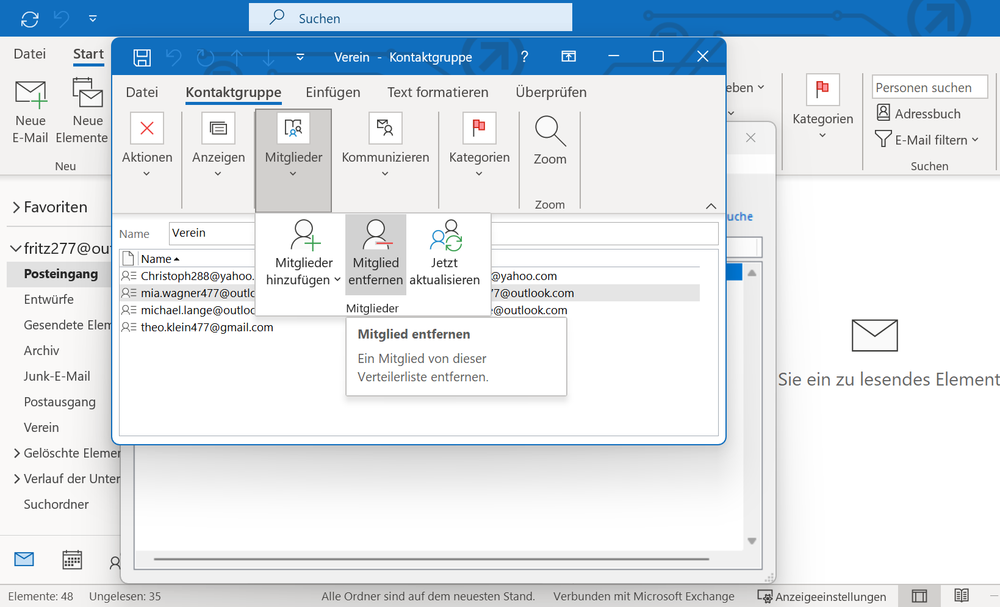 Suchen
Datei
Start
Neue
E-Mail
Neue
Elemente
Neu
Verein - Kontaktgruppe
?
Datei
Kontaktgruppe
Einfügen
Text formatieren
Überprüfen
Aktionen
Anzeigen
Mitglieder
Kommunizieren
Kategorien
Zoom
Zoom
eben
Kategorien
Personen suchen
Adressbuch
E-Mail filtern
Suchen
uche
Name
Verein
Name
Christoph288@yahoo.
@yahoo.com
mia.wagner477@outlo
77@outlook.com
michael.lange@outloo
e@outlook.com
theo.klein477@gmail.com
Mitglieder
hinzufügen
Mitglied
entfernen
Jetzt
aktualisieren
Mitglieder
Mitglied entfernen
Ein Mitglied von dieser
Verteilerliste entfernen.
Favoriten
fritz277@out
Posteingang
Entwürfe
Gesendete Elem
Archiv
Junk-E-Mail
Postausgang
Verein
Gelöschte Elemen
Verlauf der Unter
Suchordner
Sie ein zu lesendes Element
Elemente: 48
Ungelesen: 35
Alle Ordner sind auf dem neuesten Stand.
Verbunden mit Microsoft Exchange
Anzeigeeinstellungen